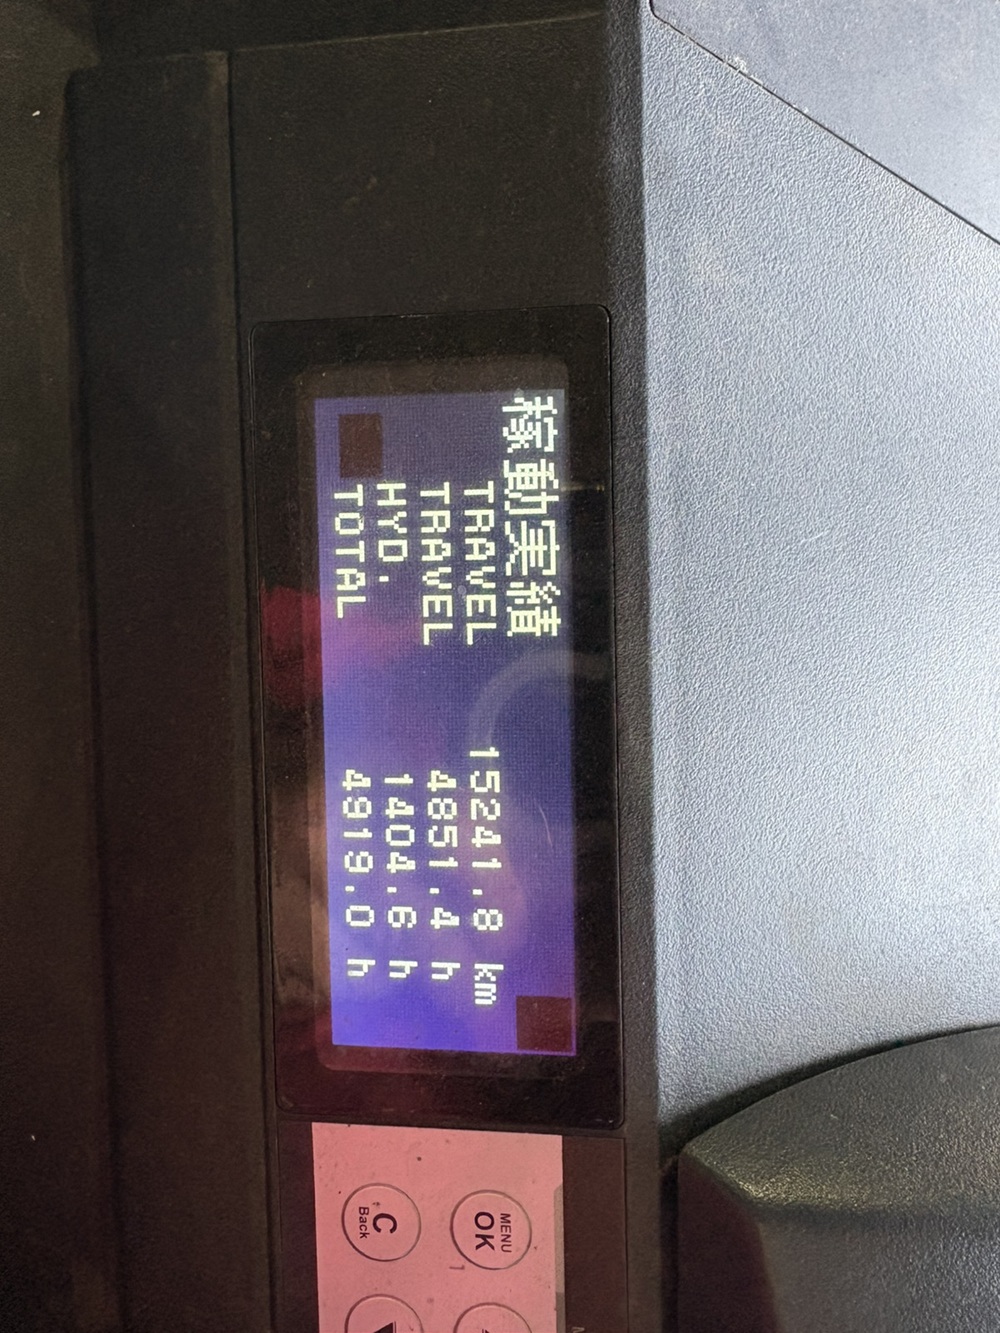 稼動実績
TRAVEL 15241.8 km
TRAVEL 4851.4 h
HYD. 1404.6 h
TOTAL 4919.0 h
MENU
OK
C
Back